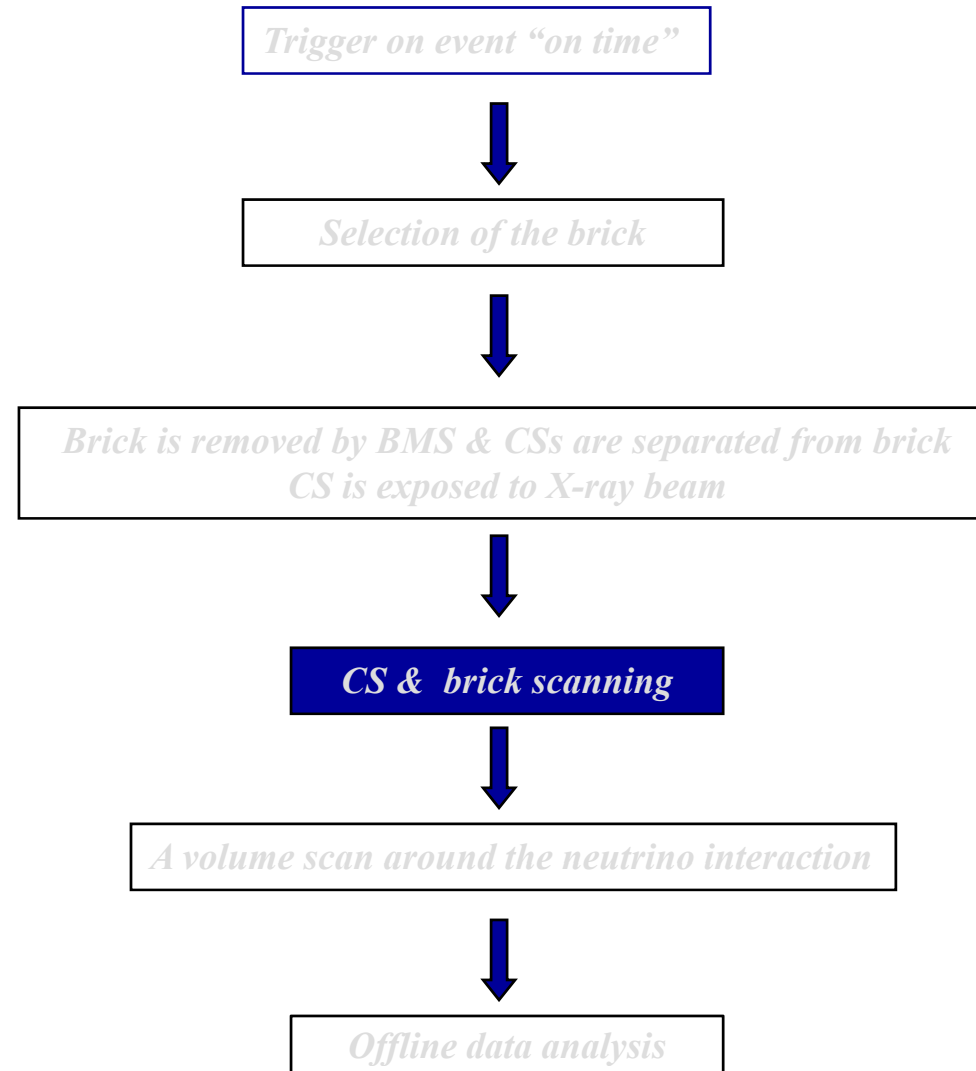 Trigger on event “on time”
Selection of the brick
Brick is removed by BMS & CSs are separated from brick
CS is exposed to X-ray beam
CS & brick scanning
A volume scan around the neutrino interaction
Offline data analysis